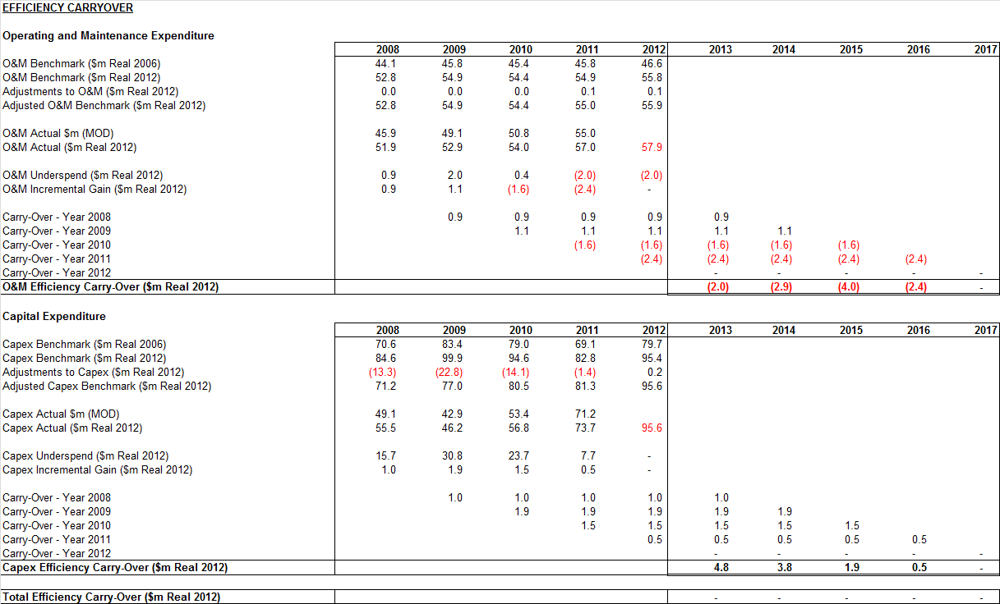 EFFICIENCY CARRYOVER
Operating and Maintenance Expenditure
2008 2009 2010 2011 2012 2013 2014 2015 2016 2017
O&M Benchmark ($m Real 2006) 44.1 45.8 45.4 45.8 46.6
O&M Benchmark ($m Real 2012) 52.8 54.9 54.4 54.9 55.8
Adjustments to O&M ($m Real 2012) 0.0 0.0 0.0 0.1 0.1
Adjusted O&M Benchmark ($m Real 2012) 52.8 54.9 54.4 55.0 55.9
O&M Actual $m (MOD) 45.9 49.1 50.8 55.0
O&M Actual ($m Real 2012) 51.9 52.9 54.0 57.0 57.9
O&M Underspend ($m Real 2012) 0.9 2.0 0.4 (2.0) (2.0)
O&M Incremental Gain ($m Real 2012) 0.9 1.1 (1.6) (2.4) -
Carry-Over - Year 2008 0.9 0.9 0.9 0.9 0.9
Carry-Over - Year 2009 1.1 1.1 1.1 1.1 1.1
Carry-Over - Year 2010 (1.6) (1.6) (1.6) (1.6) (1.6)
Carry-Over - Year 2011 (2.4) (2.4) (2.4) (2.4) (2.4)
Carry-Over - Year 2012 - - - - -
O&M Efficiency Carry-Over ($m Real 2012) (2.0) (2.9) (4.0) (2.4) -
Capital Expenditure
2008 2009 2010 2011 2012 2013 2014 2015 2016 2017
Capex Benchmark ($m Real 2006) 70.6 83.4 79.0 69.1 79.7
Capex Benchmark ($m Real 2012) 84.6 99.9 94.6 82.8 95.4
Adjustments to Capex ($m Real 2012) (13.3) (22.8) (14.1) (1.4) 0.2
Adjusted Capex Benchmark ($m Real 2012) 71.2 77.0 80.5 81.3 95.6
Capex Actual $m (MOD) 49.1 42.9 53.4 71.2
Capex Actual ($m Real 2012) 55.5 46.2 56.8 73.7 95.6
Capex Underspend ($m Real 2012) 15.7 30.8 23.7 7.7 -
Capex Incremental Gain ($m Real 2012) 1.0 1.9 1.5 0.5 -
Carry-Over - Year 2008 1.0 1.0 1.0 1.0 1.0
Carry-Over - Year 2009 1.9 1.9 1.9 1.9 1.9
Carry-Over - Year 2010 1.5 1.5 1.5 1.5 1.5
Carry-Over - Year 2011 0.5 0.5 0.5 0.5 0.5
Carry-Over - Year 2012 - - - - -
Capex Efficiency Carry-Over ($m Real 2012) 4.8 3.8 1.9 0.5 -
Total Efficiency Carry-Over ($m Real 2012) - - - - -